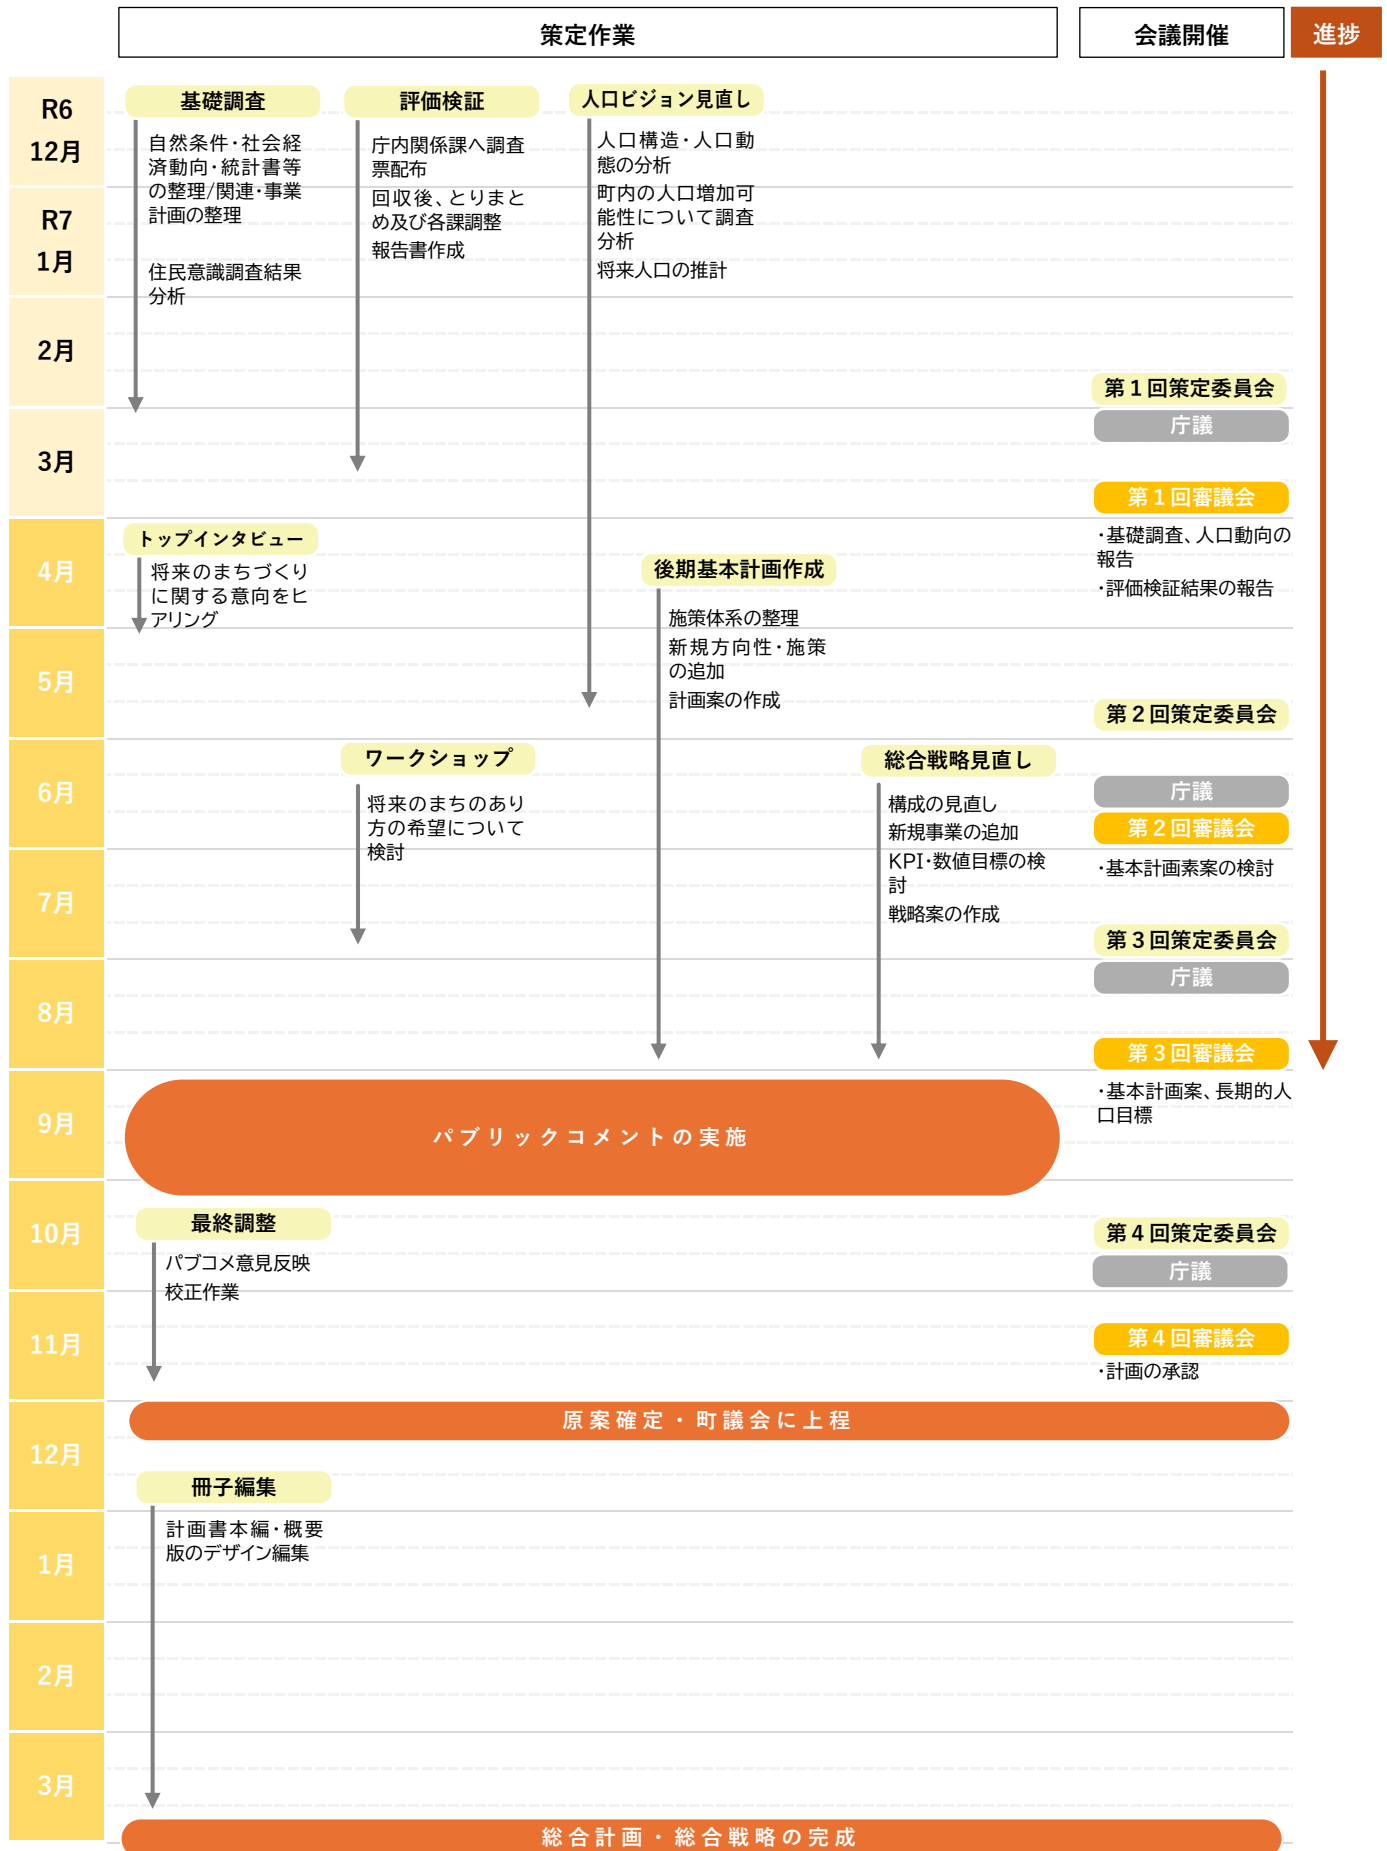 策定作業
会議開催
進捗
R6
12月
R7
1月
2月
3月
4月
5月
6月
7月
8月
9月
10月
11月
12月
1月
2月
3月
基礎調査
自然条件・社会経
済動向・統計書等
の整理/関連・事業
計画の整理
住民意識調査結果
分析
評価検証
庁内関係課へ調査
票配布
回収後、とりまと
め及び各課調整
報告書作成
人口ビジョン見直し
人口構造・人口動
態の分析
町内の人口増加可
能性について調査
分析
将来人口の推計
第1回策定委員会
庁議
第1回審議会
・基礎調査、人口動向の
報告
・評価検証結果の報告
トップインタビュー
将来のまちづくり
に関する意向をヒ
アリング
後期基本計画作成
施策体系の整理
新規方向性・施策
の追加
計画案の作成
第2回策定委員会
ワークショップ
将来のまちのあり
方の希望について
検討
総合戦略見直し
構成の見直し
新規事業の追加
KPI・数値目標の検
討
戦略案の作成
庁議
第2回審議会
・基本計画素案の検討
第3回策定委員会
庁議
第3回審議会
・基本計画案、長期的人
口目標
パブリックコメントの実施
最終調整
パブコメ意見反映
校正作業
第4回策定委員会
庁議
第4回審議会
・計画の承認
原案確定・町議会に上程
冊子編集
計画書本編・概要
版のデザイン編集
総合計画・総合戦略の完成